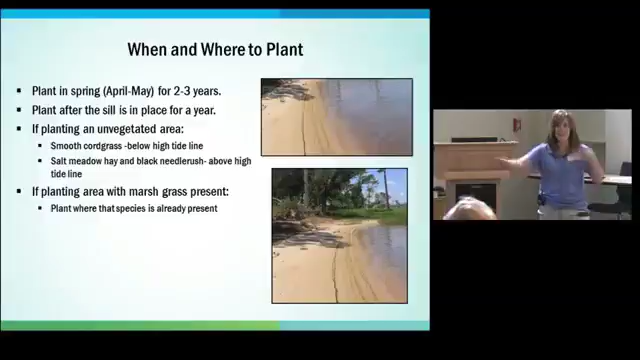 When and Where to Plant
Plant in spring (April-May) for 2-3 years.
Plant after the sill is in place for a year.
If planting an unvegetated area:
Smooth cordgrass -below high tide line
Salt meadow hay and black needlerush- above high
tide line
If planting area with marsh grass present:
Plant where that species is already present